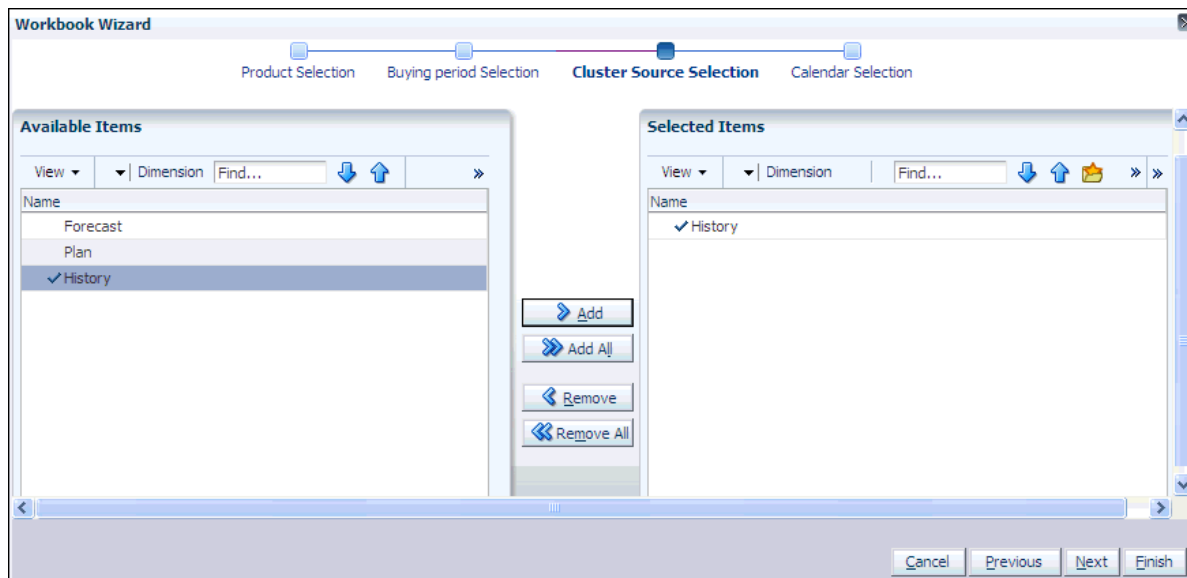 Workbook Wizard
Product Selection Buying period Selection Cluster Source Selection Calendar Selection
Available Items
View Dimension Find... »
Name
Forecast
Plan
History
Add
Add All
Remove
Remove All
Selected Items
View Dimension Find... » »
Name
History
Cancel Previous Next Finish